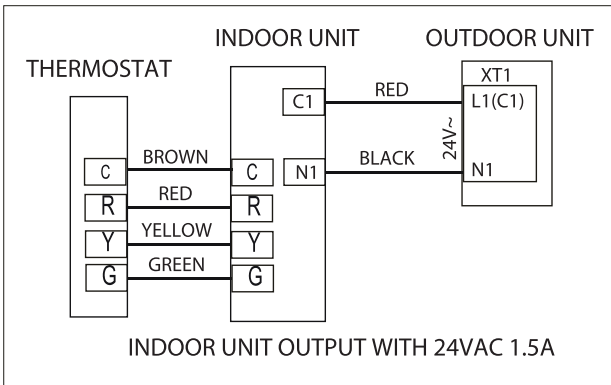 INDOOR UNIT
OUTDOOR UNIT
THERMOSTAT
XT1
C1
RED
L1(C1)
24V~
C
BROWN
C
N1
BLACK
N1
R
RED
R
Y
YELLOW
Y
G
GREEN
G
INDOOR UNIT OUTPUT WITH 24VAC 1.5A